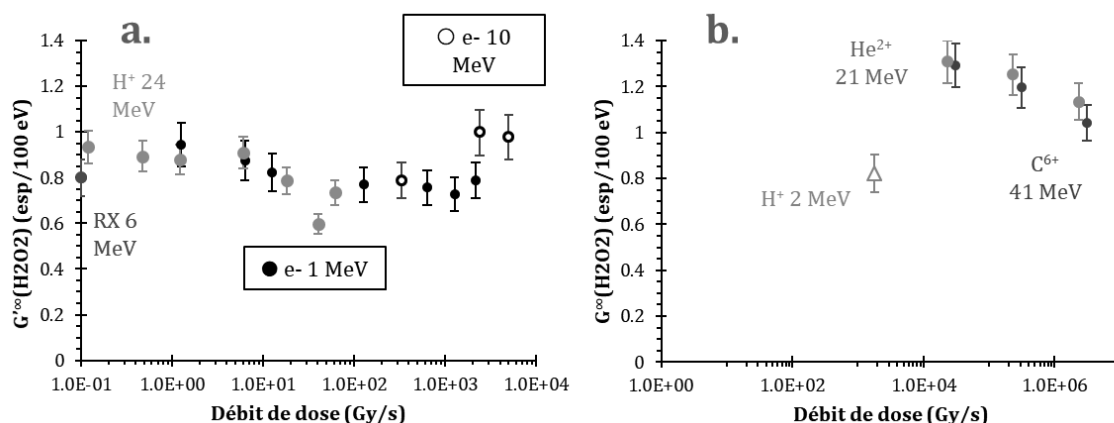 a.
○ e- 10
MeV
H⁺ 24
MeV
RX 6
MeV
● e- 1 MeV
G'∞(H2O2) (esp/100 eV)
1.4
1.2
1
0.8
0.6
0.4
0.2
0
1.0E-01
1.0E+00
1.0E+01
1.0E+02
1.0E+03
1.0E+04
Débit de dose (Gy/s)
b.
He²⁺
21 MeV
H⁺ 2 MeV
C⁶⁺
41 MeV
G∞(H2O2) (esp/100 eV)
1.4
1.2
1
0.8
0.6
0.4
0.2
0
1.0E+00
1.0E+02
1.0E+04
1.0E+06
Débit de dose (Gy/s)